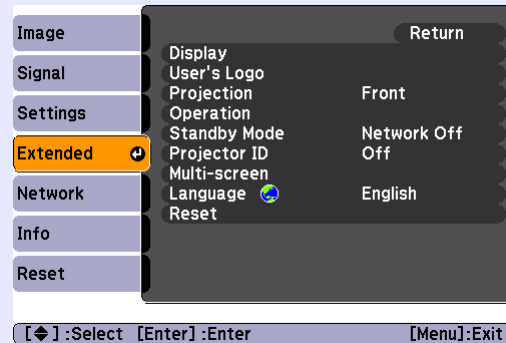 Image
Signal
Settings
Extended
Network
Info
Reset
Return
Display
User's Logo
Projection Front
Operation
Standby Mode Network Off
Projector ID Off
Multi-screen
Language English
Reset
[◆] :Select [Enter] :Enter [Menu]:Exit